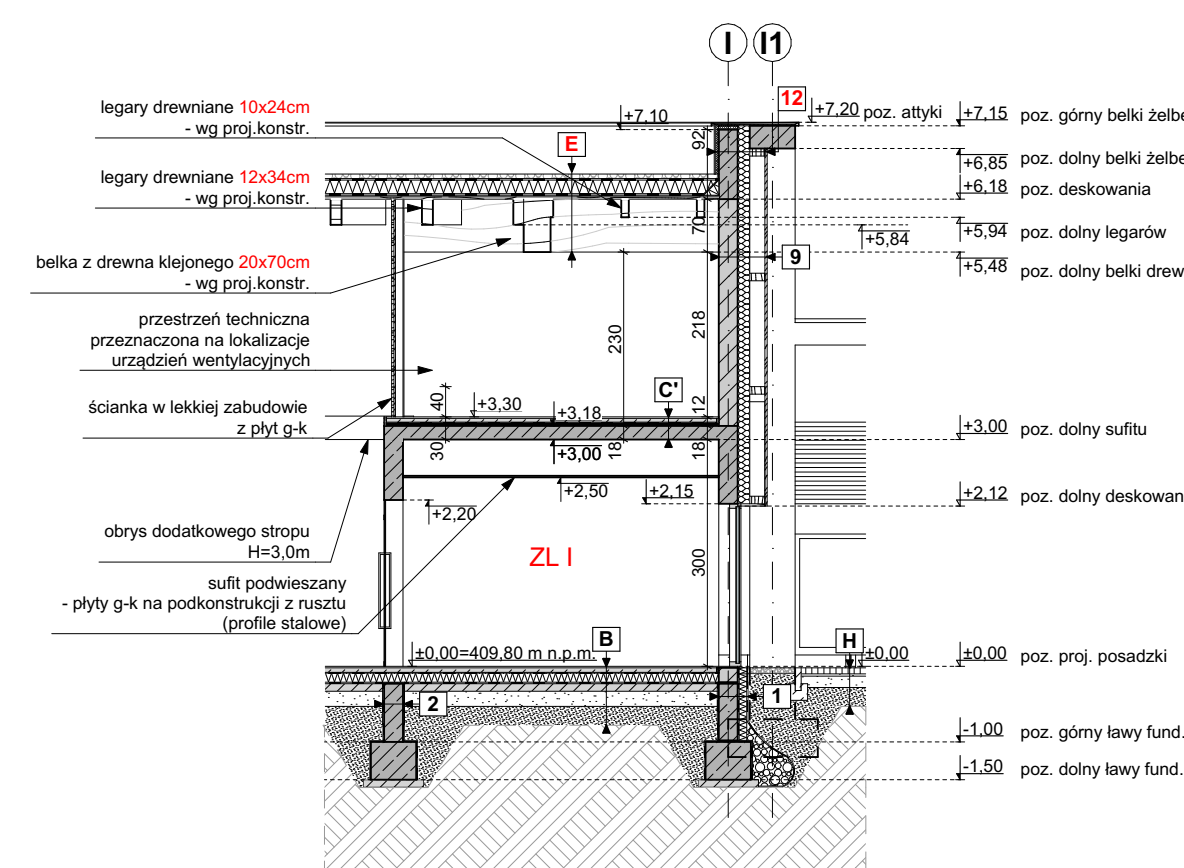 I I1
legary drewniane 10x24cm
- wg proj.konstr.
legary drewniane 12x34cm
- wg proj.konstr.
belka z drewna klejonego 20x70cm
- wg proj.konstr.
przestrzeń techniczna
przeznaczona na lokalizacje
urządzień wentylacyjnych
ścianka w lekkiej zabudowie
z płyt g-k
obrys dodatkowego stropu
H=3,0m
sufit podwieszany
- płyty g-k na podkonstrukcji z rusztu
(profile stalowe)
12
+7,10
+7,20 poz. attyki
E
92
70
+5,84
9
230
218
C'
40
+3,30
+3,18
12
30
+3,00
18
18
+2,50
+2,15
+2,20
ZL I
300
±0,00=409,80 m n.p.m.
B
H
±0,00
2
1
+7,15 poz. górny belki żelbe
+6,85 poz. dolny belki żelbe
+6,18 poz. deskowania
+5,94 poz. dolny legarów
+5,48 poz. dolny belki drew
+3,00 poz. dolny sufitu
+2,12 poz. dolny deskowan
±0,00 poz. proj. posadzki
-1,00 poz. górny ławy fund.
-1,50 poz. dolny ławy fund.